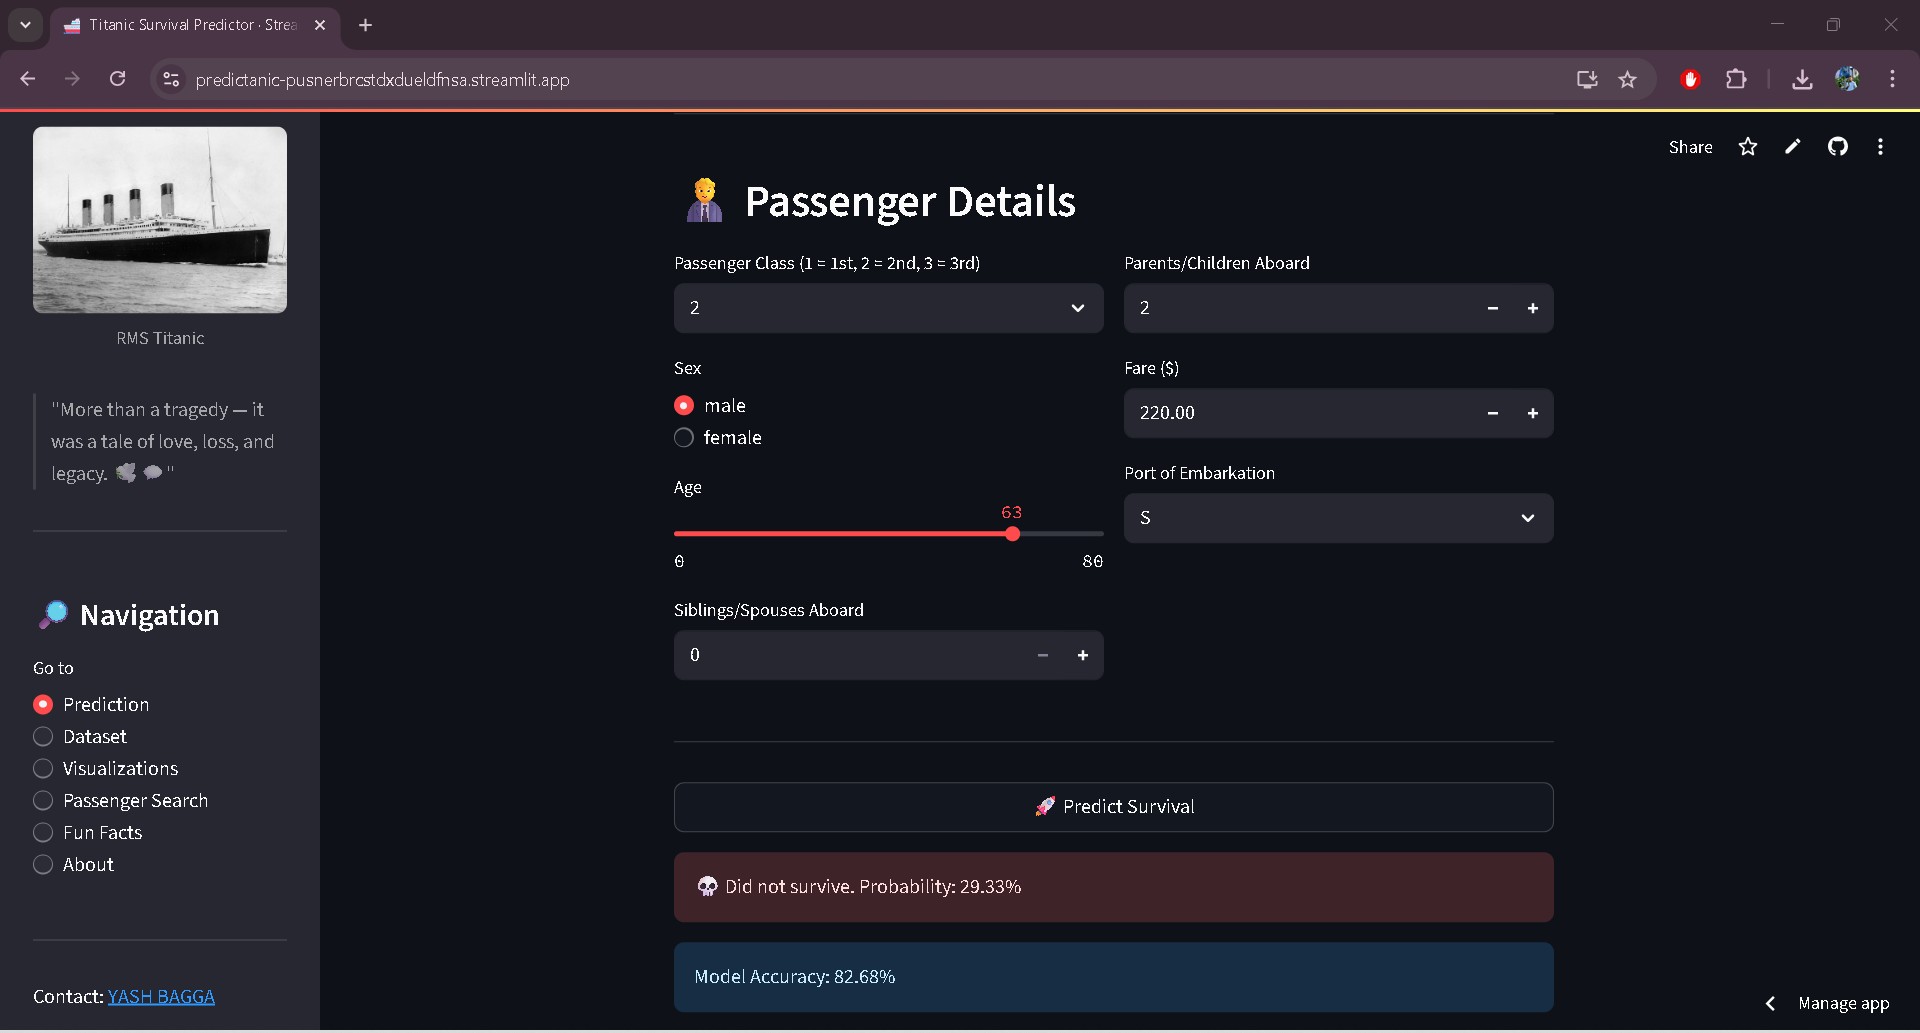 Titanic Survival Predictor · Strea
predictanic-pusnerbrcstdxdueldfnsa.streamlit.app
Share
RMS Titanic
"More than a tragedy — it
was a tale of love, loss, and
legacy. 🕊️💭"
🔎 Navigation
Go to
Prediction
Dataset
Visualizations
Passenger Search
Fun Facts
About
Contact: YASH BAGGA
Passenger Details
Passenger Class (1 = 1st, 2 = 2nd, 3 = 3rd)
2
Sex
male
female
Age
63
0 80
Siblings/Spouses Aboard
0
Parents/Children Aboard
2
Fare ($)
220.00
Port of Embarkation
S
🚀 Predict Survival
💀 Did not survive. Probability: 29.33%
Model Accuracy: 82.68%
Manage app